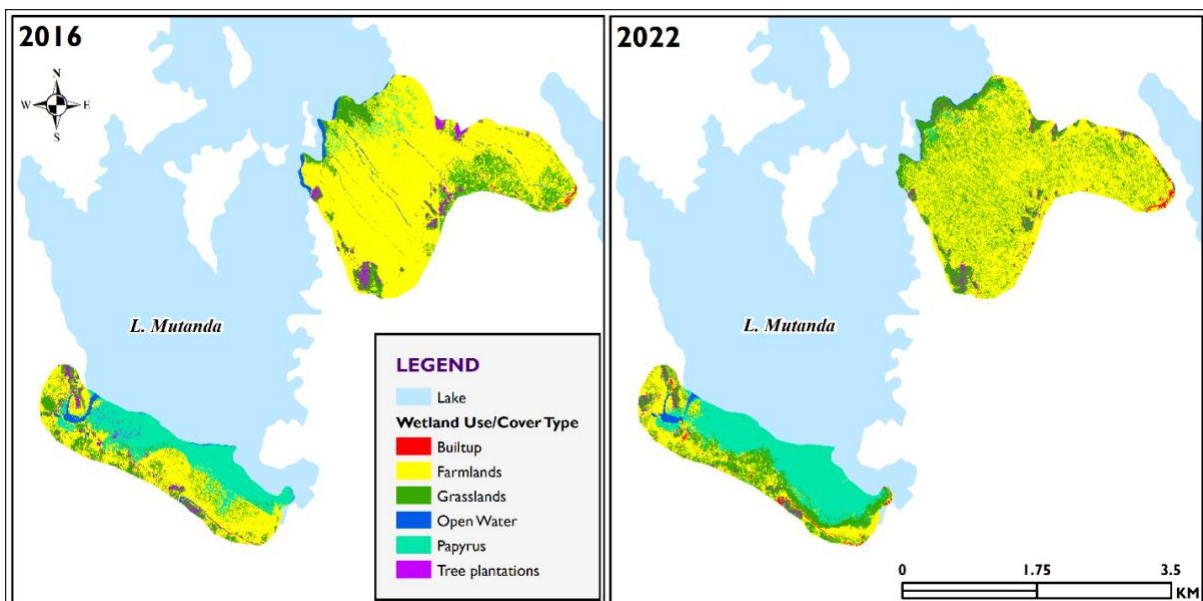 2016
N
W E
S
L. Mutanda
LEGEND
Lake
Wetland Use/Cover Type
Builtup
Farmlands
Grasslands
Open Water
Papyrus
Tree plantations
2022
L. Mutanda
0 1.75 3.5
KM